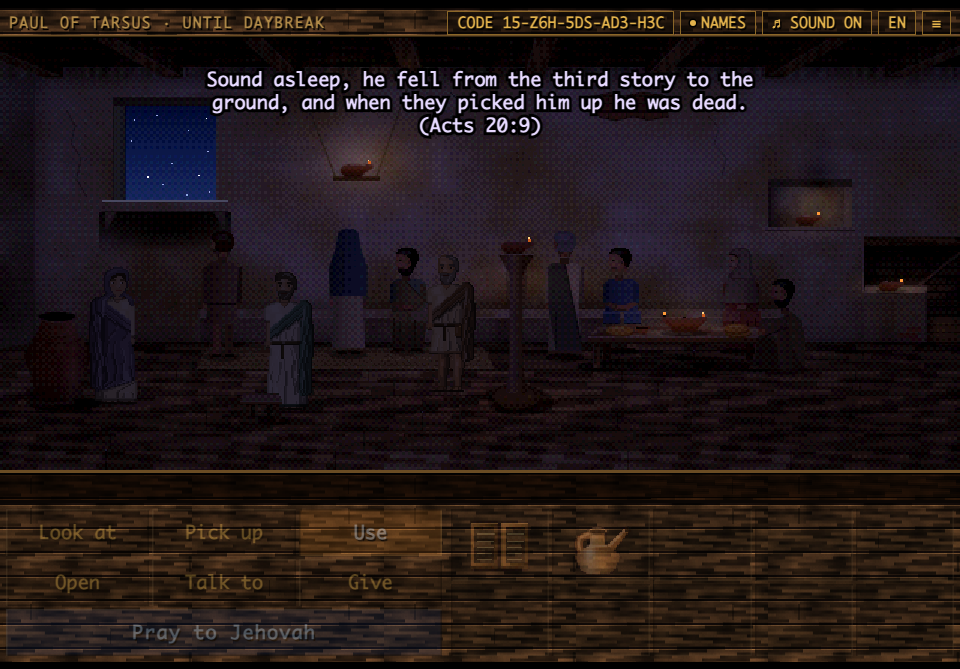 PAUL OF TARSUS · UNTIL DAYBREAK
CODE 15-Z6H-5DS-AD3-H3C
• NAMES
♬ SOUND ON
EN
≡
Sound asleep, he fell from the third story to the
ground, and when they picked him up he was dead.
(Acts 20:9)
Look at
Pick up
Use
Open
Talk to
Give
Pray to Jehovah